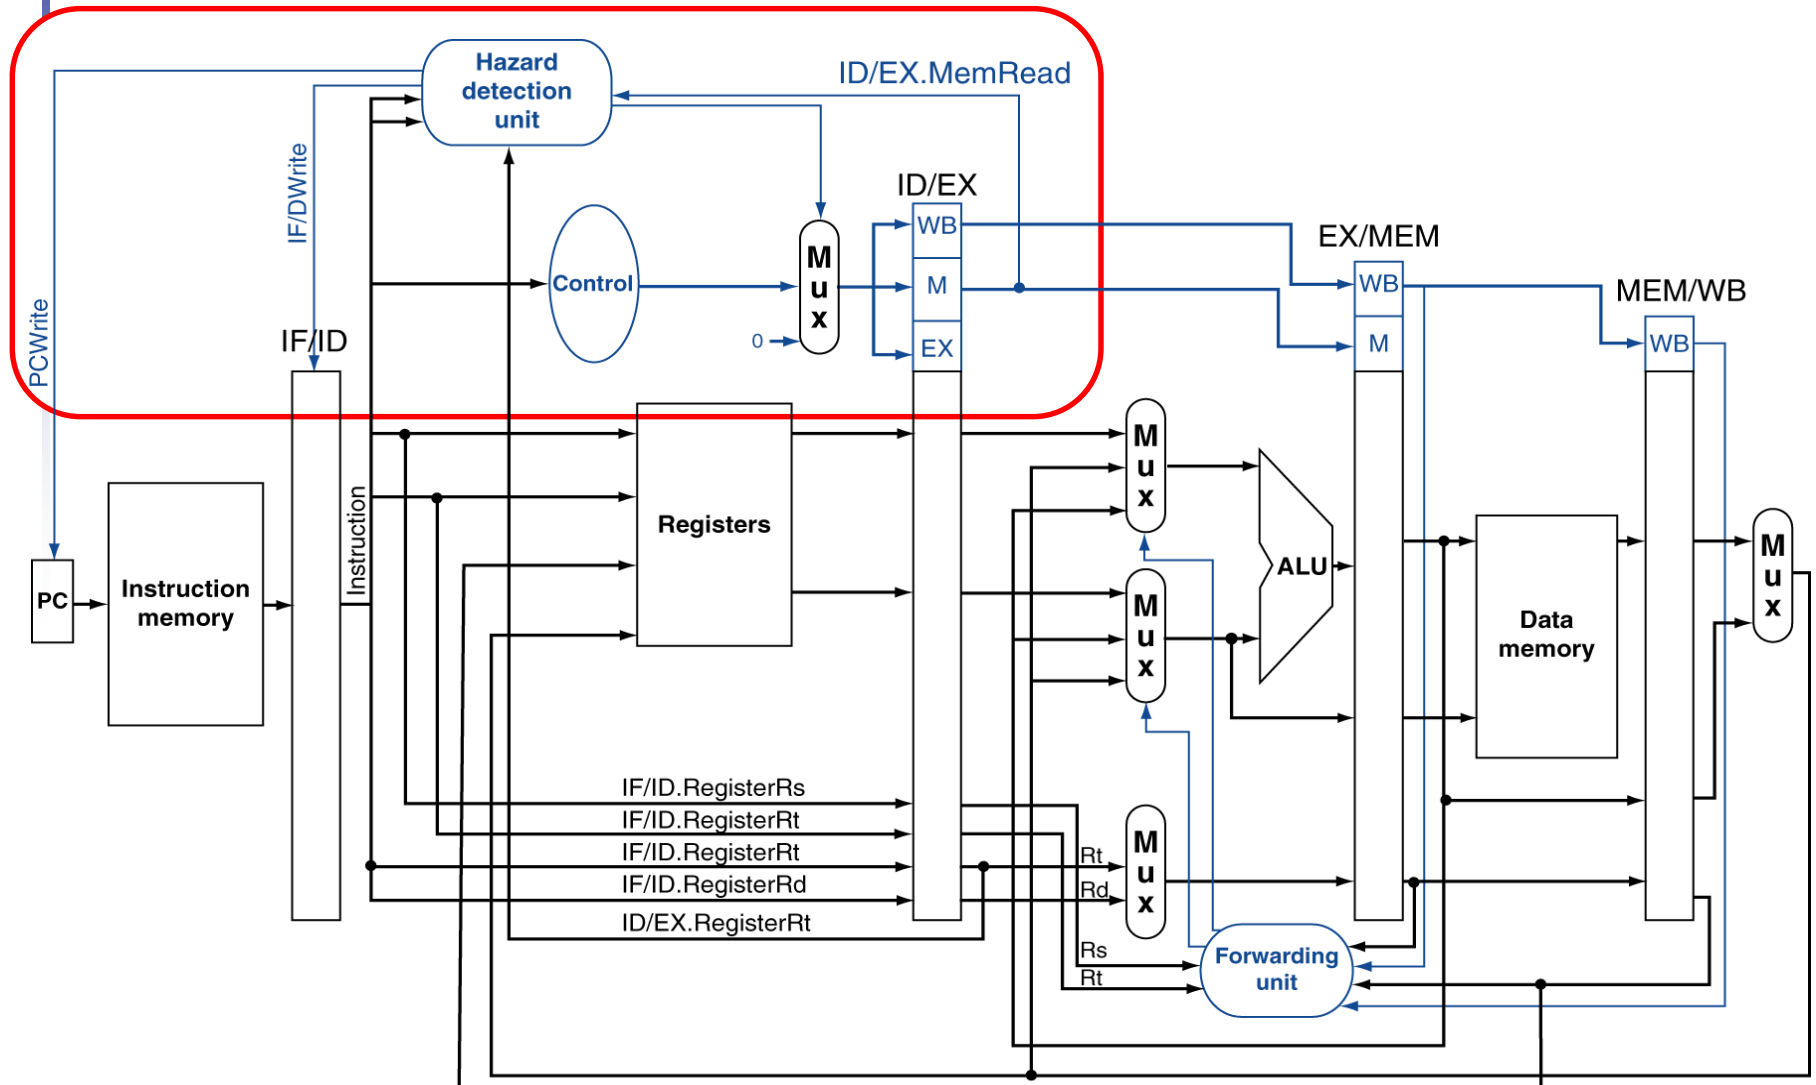 Hazard
detection
unit
ID/EX.MemRead
IF/DWrite
PCWrite
ID/EX
WB
M
EX
Control
M
u
x
0
EX/MEM
WB
M
MEM/WB
WB
IF/ID
PC
Instruction
memory
Instruction
Registers
M
u
x
M
u
x
ALU
Data
memory
M
u
x
IF/ID.RegisterRs
IF/ID.RegisterRt
IF/ID.RegisterRt
IF/ID.RegisterRd
ID/EX.RegisterRt
Rt
Rd
M
u
x
Rs
Rt
Forwarding
unit